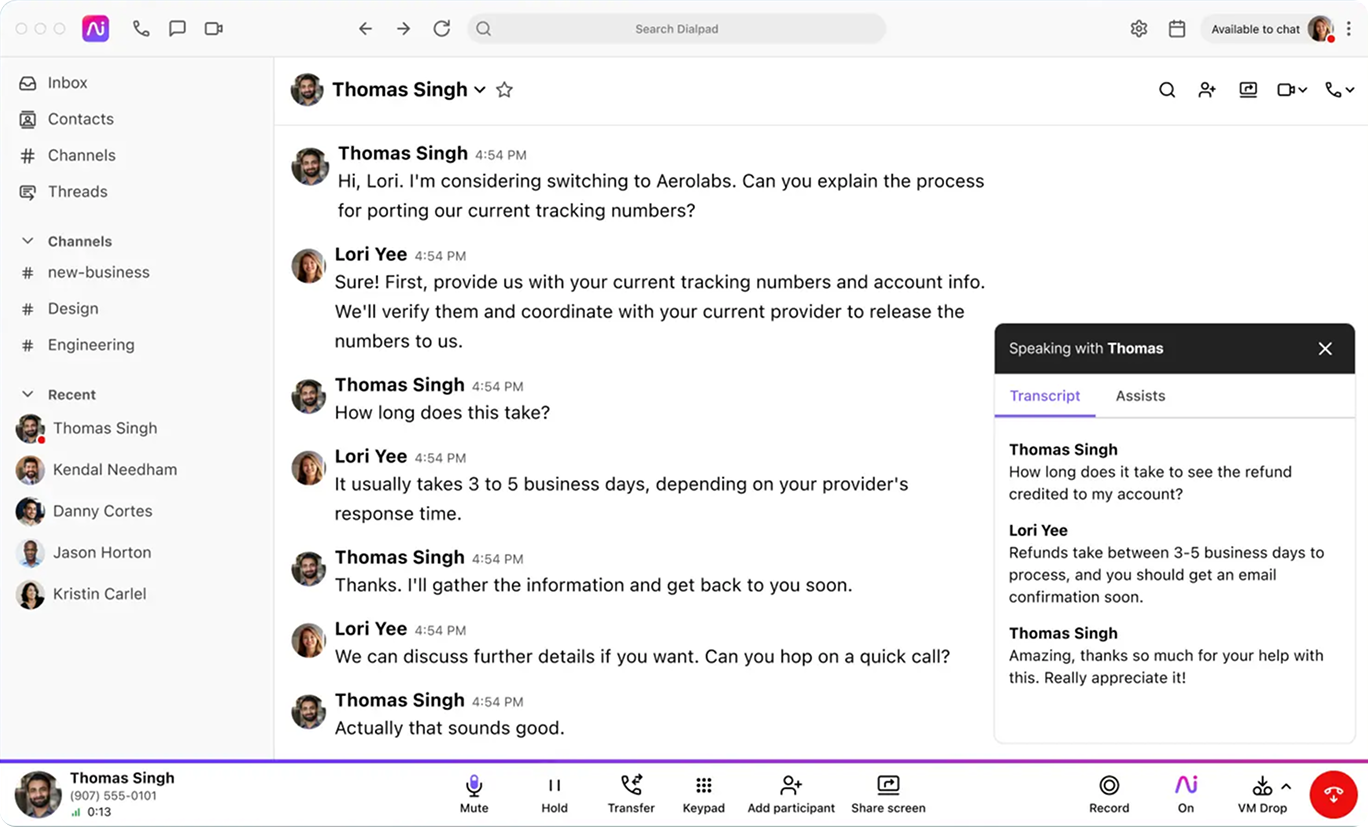 Search Dialpad
Available to chat
Inbox
Contacts
Channels
Threads
Channels
new-business
Design
Engineering
Recent
Thomas Singh
Kendal Needham
Danny Cortes
Jason Horton
Kristin Carlel
Thomas Singh
Thomas Singh 4:54 PM
Hi, Lori. I'm considering switching to Aerolabs. Can you explain the process
for porting our current tracking numbers?
Lori Yee 4:54 PM
Sure! First, provide us with your current tracking numbers and account info.
We'll verify them and coordinate with your current provider to release the
numbers to us.
Thomas Singh 4:54 PM
How long does this take?
Lori Yee 4:54 PM
It usually takes 3 to 5 business days, depending on your provider's
response time.
Thomas Singh 4:54 PM
Thanks. I'll gather the information and get back to you soon.
Lori Yee 4:54 PM
We can discuss further details if you want. Can you hop on a quick call?
Thomas Singh 4:54 PM
Actually that sounds good.
Speaking with Thomas
Transcript Assists
Thomas Singh
How long does it take to see the refund
credited to my account?
Lori Yee
Refunds take between 3-5 business days to
process, and you should get an email
confirmation soon.
Thomas Singh
Amazing, thanks so much for your help with
this. Really appreciate it!
Thomas Singh
(907) 555-0101
0:13
Mute Hold Transfer Keypad Add participant Share screen Record On VM Drop